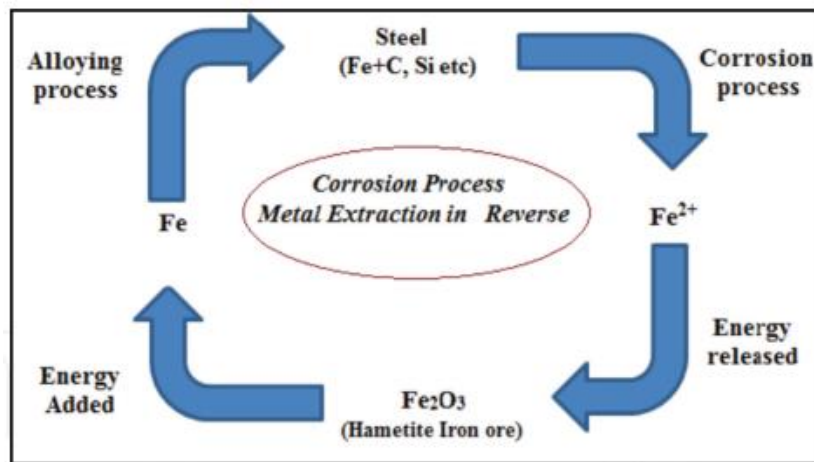 Steel
(Fe+C, Si etc)
Alloying
process
Corrosion
process
Corrosion Process
Metal Extraction in Reverse
Fe
Fe²⁺
Energy
released
Energy
Added
Fe₂O₃
(Hametite Iron ore)